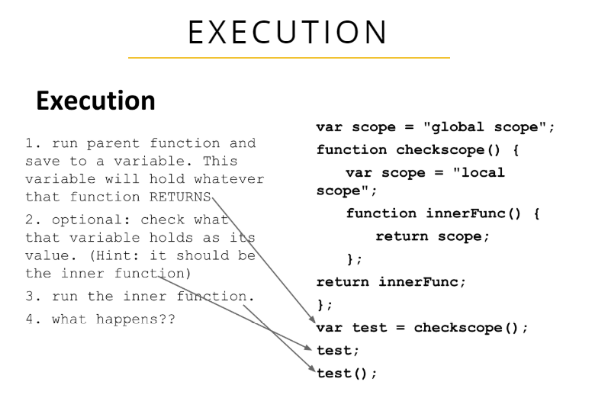 EXECUTION
Execution
1. run parent function and
save to a variable. This
variable will hold whatever
that function RETURNS
2. optional: check what
that variable holds as its
value. (Hint: it should be
the inner function)
3. run the inner function.
4. what happens??
var scope = "global scope";
function checkscope() {
var scope = "local
scope";
function innerFunc() {
return scope;
};
return innerFunc;
};
var test = checkscope();
test;
test();